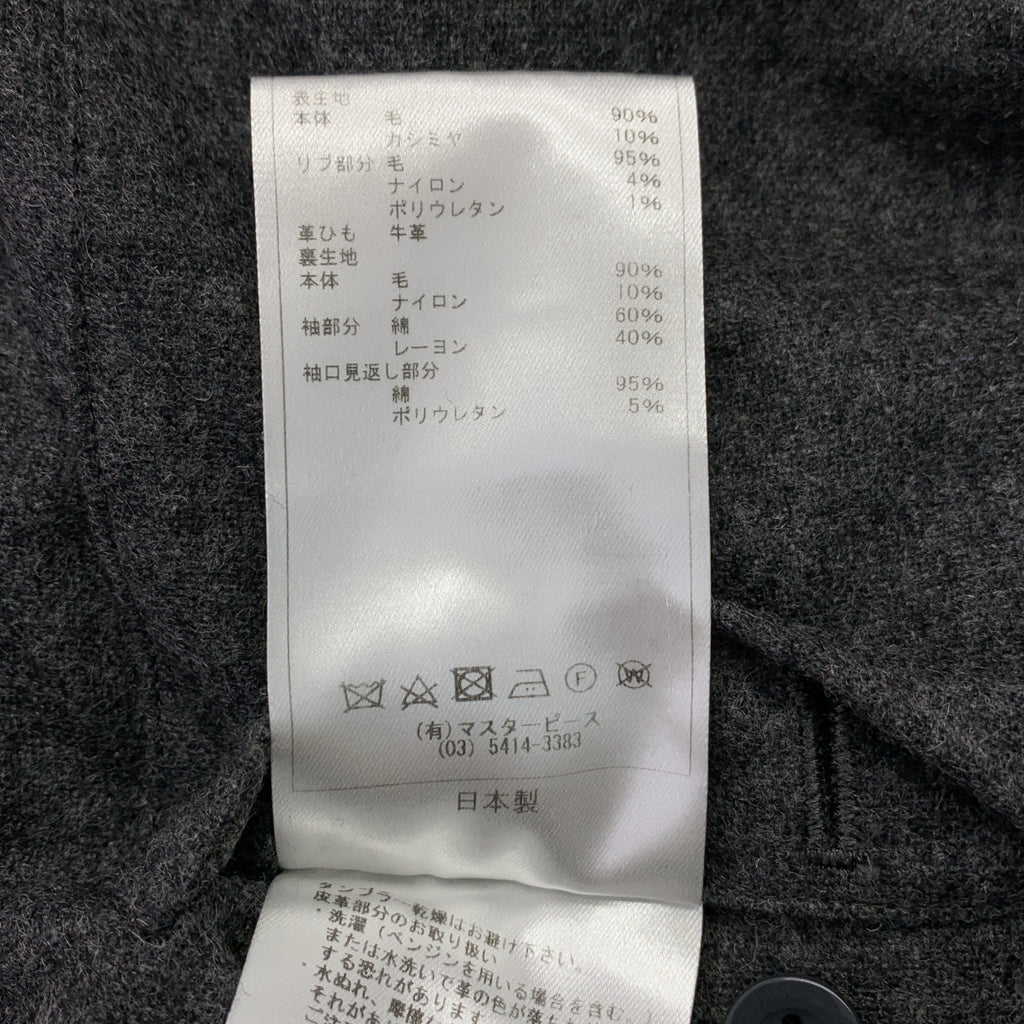 表生地
本体 毛 90%
カシミヤ 10%
リブ部分 毛 95%
ナイロン 4%
ポリウレタン 1%
革ひも 牛革
裏生地
本体 毛 90%
ナイロン 10%
袖部分 綿 60%
レーヨン 40%
袖口見返し部分
綿 95%
ポリウレタン 5%
F W
(有)マスターピース
(03) 5414-3383
日本製
タンブラー乾燥はお避け下さい。
皮革部分のお取り扱い
・洗濯(ベンジンを用いる場合を含む。
または水洗いで革の色が落ち
する恐れがあります
・水ぬれ、摩擦
それがあ